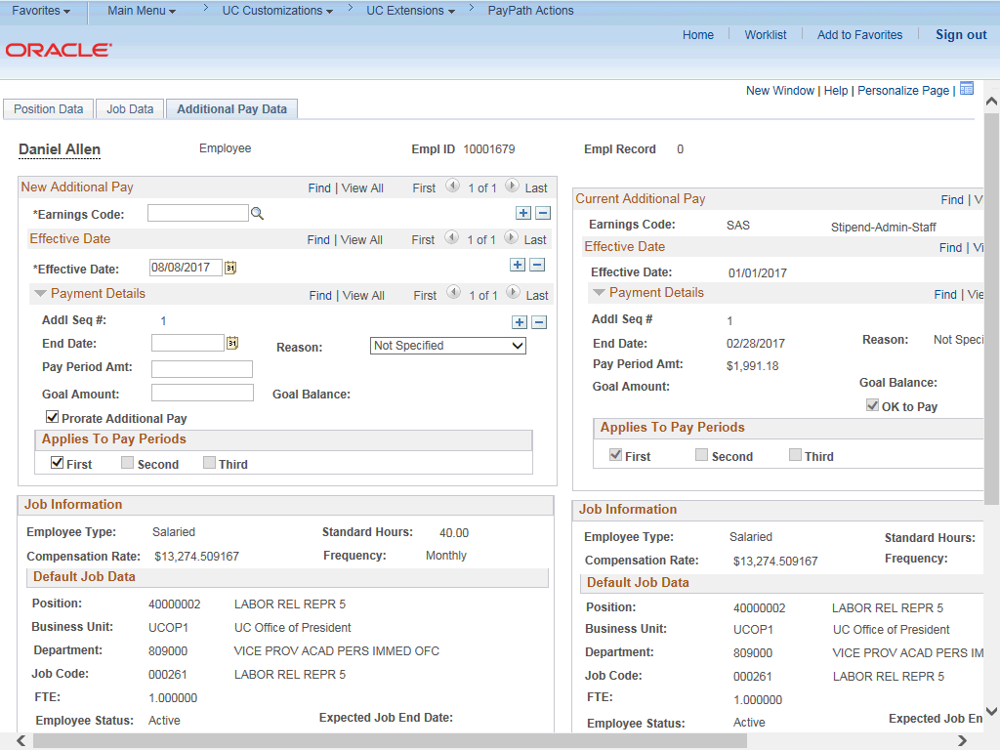 Favorites Main Menu UC Customizations UC Extensions PayPath Actions
Home Worklist Add to Favorites Sign out
ORACLE
New Window | Help | Personalize Page |
Position Data Job Data Additional Pay Data
Daniel Allen Employee Empl ID 10001679 Empl Record 0
New Additional Pay Find | View All First 1 of 1 Last
*Earnings Code:
Effective Date Find | View All First 1 of 1 Last
*Effective Date: 08/08/2017
Payment Details Find | View All First 1 of 1 Last
Addl Seq #: 1
End Date: Reason: Not Specified
Pay Period Amt:
Goal Amount: Goal Balance:
Prorate Additional Pay
Applies To Pay Periods
First Second Third
Current Additional Pay Find | V
Earnings Code: SAS Stipend-Admin-Staff
Effective Date Find | Vi
Effective Date: 01/01/2017
Payment Details Find | Vie
Addl Seq # 1
End Date: 02/28/2017 Reason: Not Speci
Pay Period Amt: $1,991.18
Goal Amount: Goal Balance:
OK to Pay
Applies To Pay Periods
First Second Third
Job Information
Employee Type: Salaried Standard Hours: 40.00
Compensation Rate: $13,274.509167 Frequency: Monthly
Default Job Data
Position: 40000002 LABOR REL REPR 5
Business Unit: UCOP1 UC Office of President
Department: 809000 VICE PROV ACAD PERS IMMED OFC
Job Code: 000261 LABOR REL REPR 5
FTE: 1.000000
Employee Status: Active Expected Job End Date:
Job Information
Employee Type: Salaried Standard Hours:
Compensation Rate: $13,274.509167 Frequency:
Default Job Data
Position: 40000002 LABOR REL REPR 5
Business Unit: UCOP1 UC Office of President
Department: 809000 VICE PROV ACAD PERS IM
Job Code: 000261 LABOR REL REPR 5
FTE: 1.000000
Employee Status: Active Expected Job En